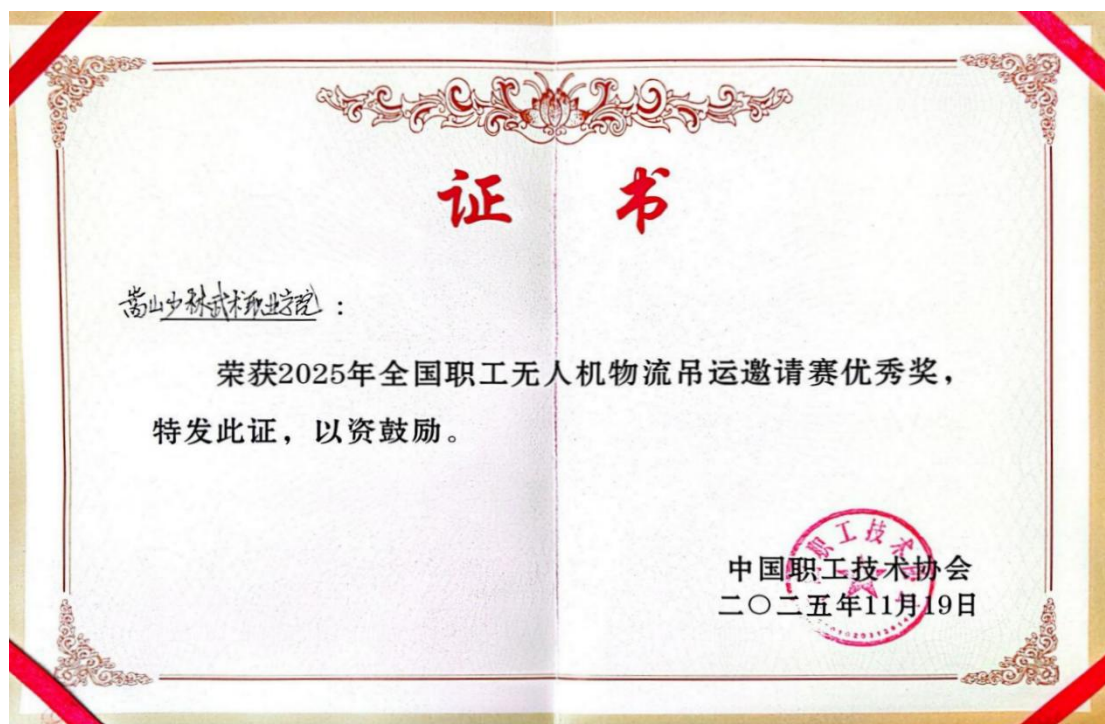 证 书
嵩山少林武术职业学院：
荣获2025年全国职工无人机物流吊运邀请赛优秀奖，
特发此证，以资鼓励。
中国职工技术协会
二〇二五年11月19日